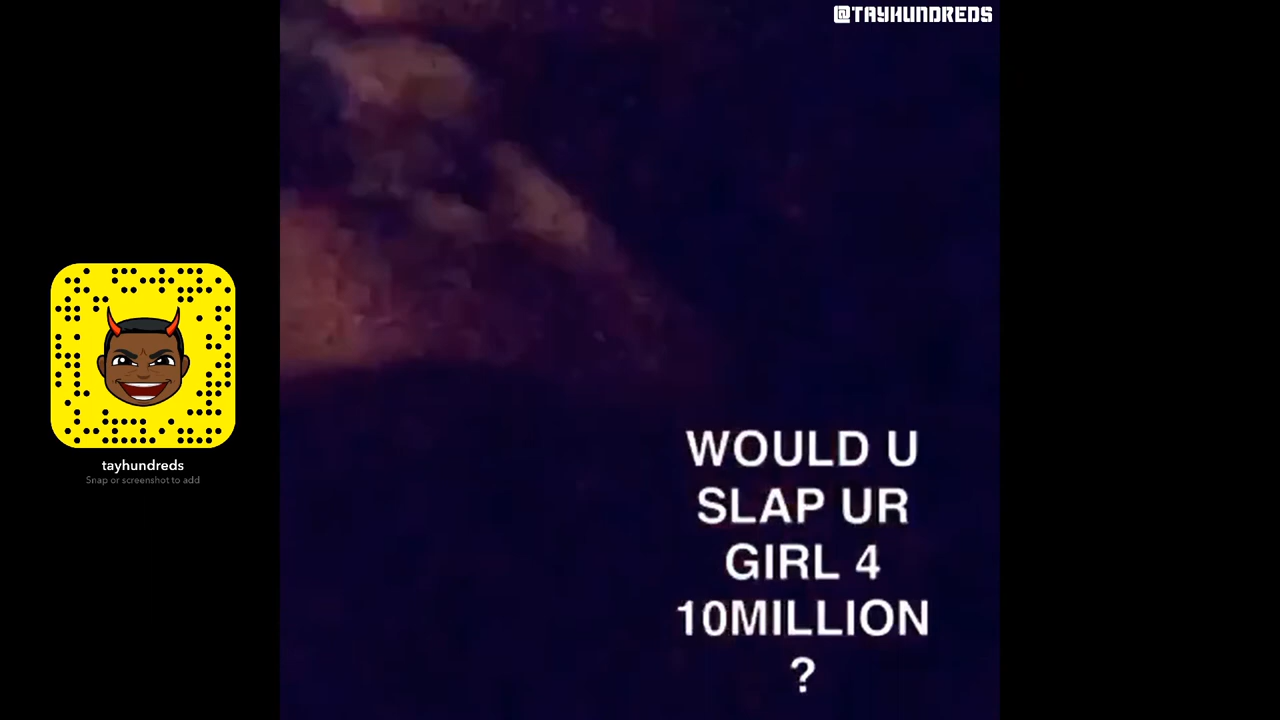 @TAYHUNDREDS
tayhundreds
Snap or screenshot to add
WOULD U
SLAP UR
GIRL 4
10MILLION
?